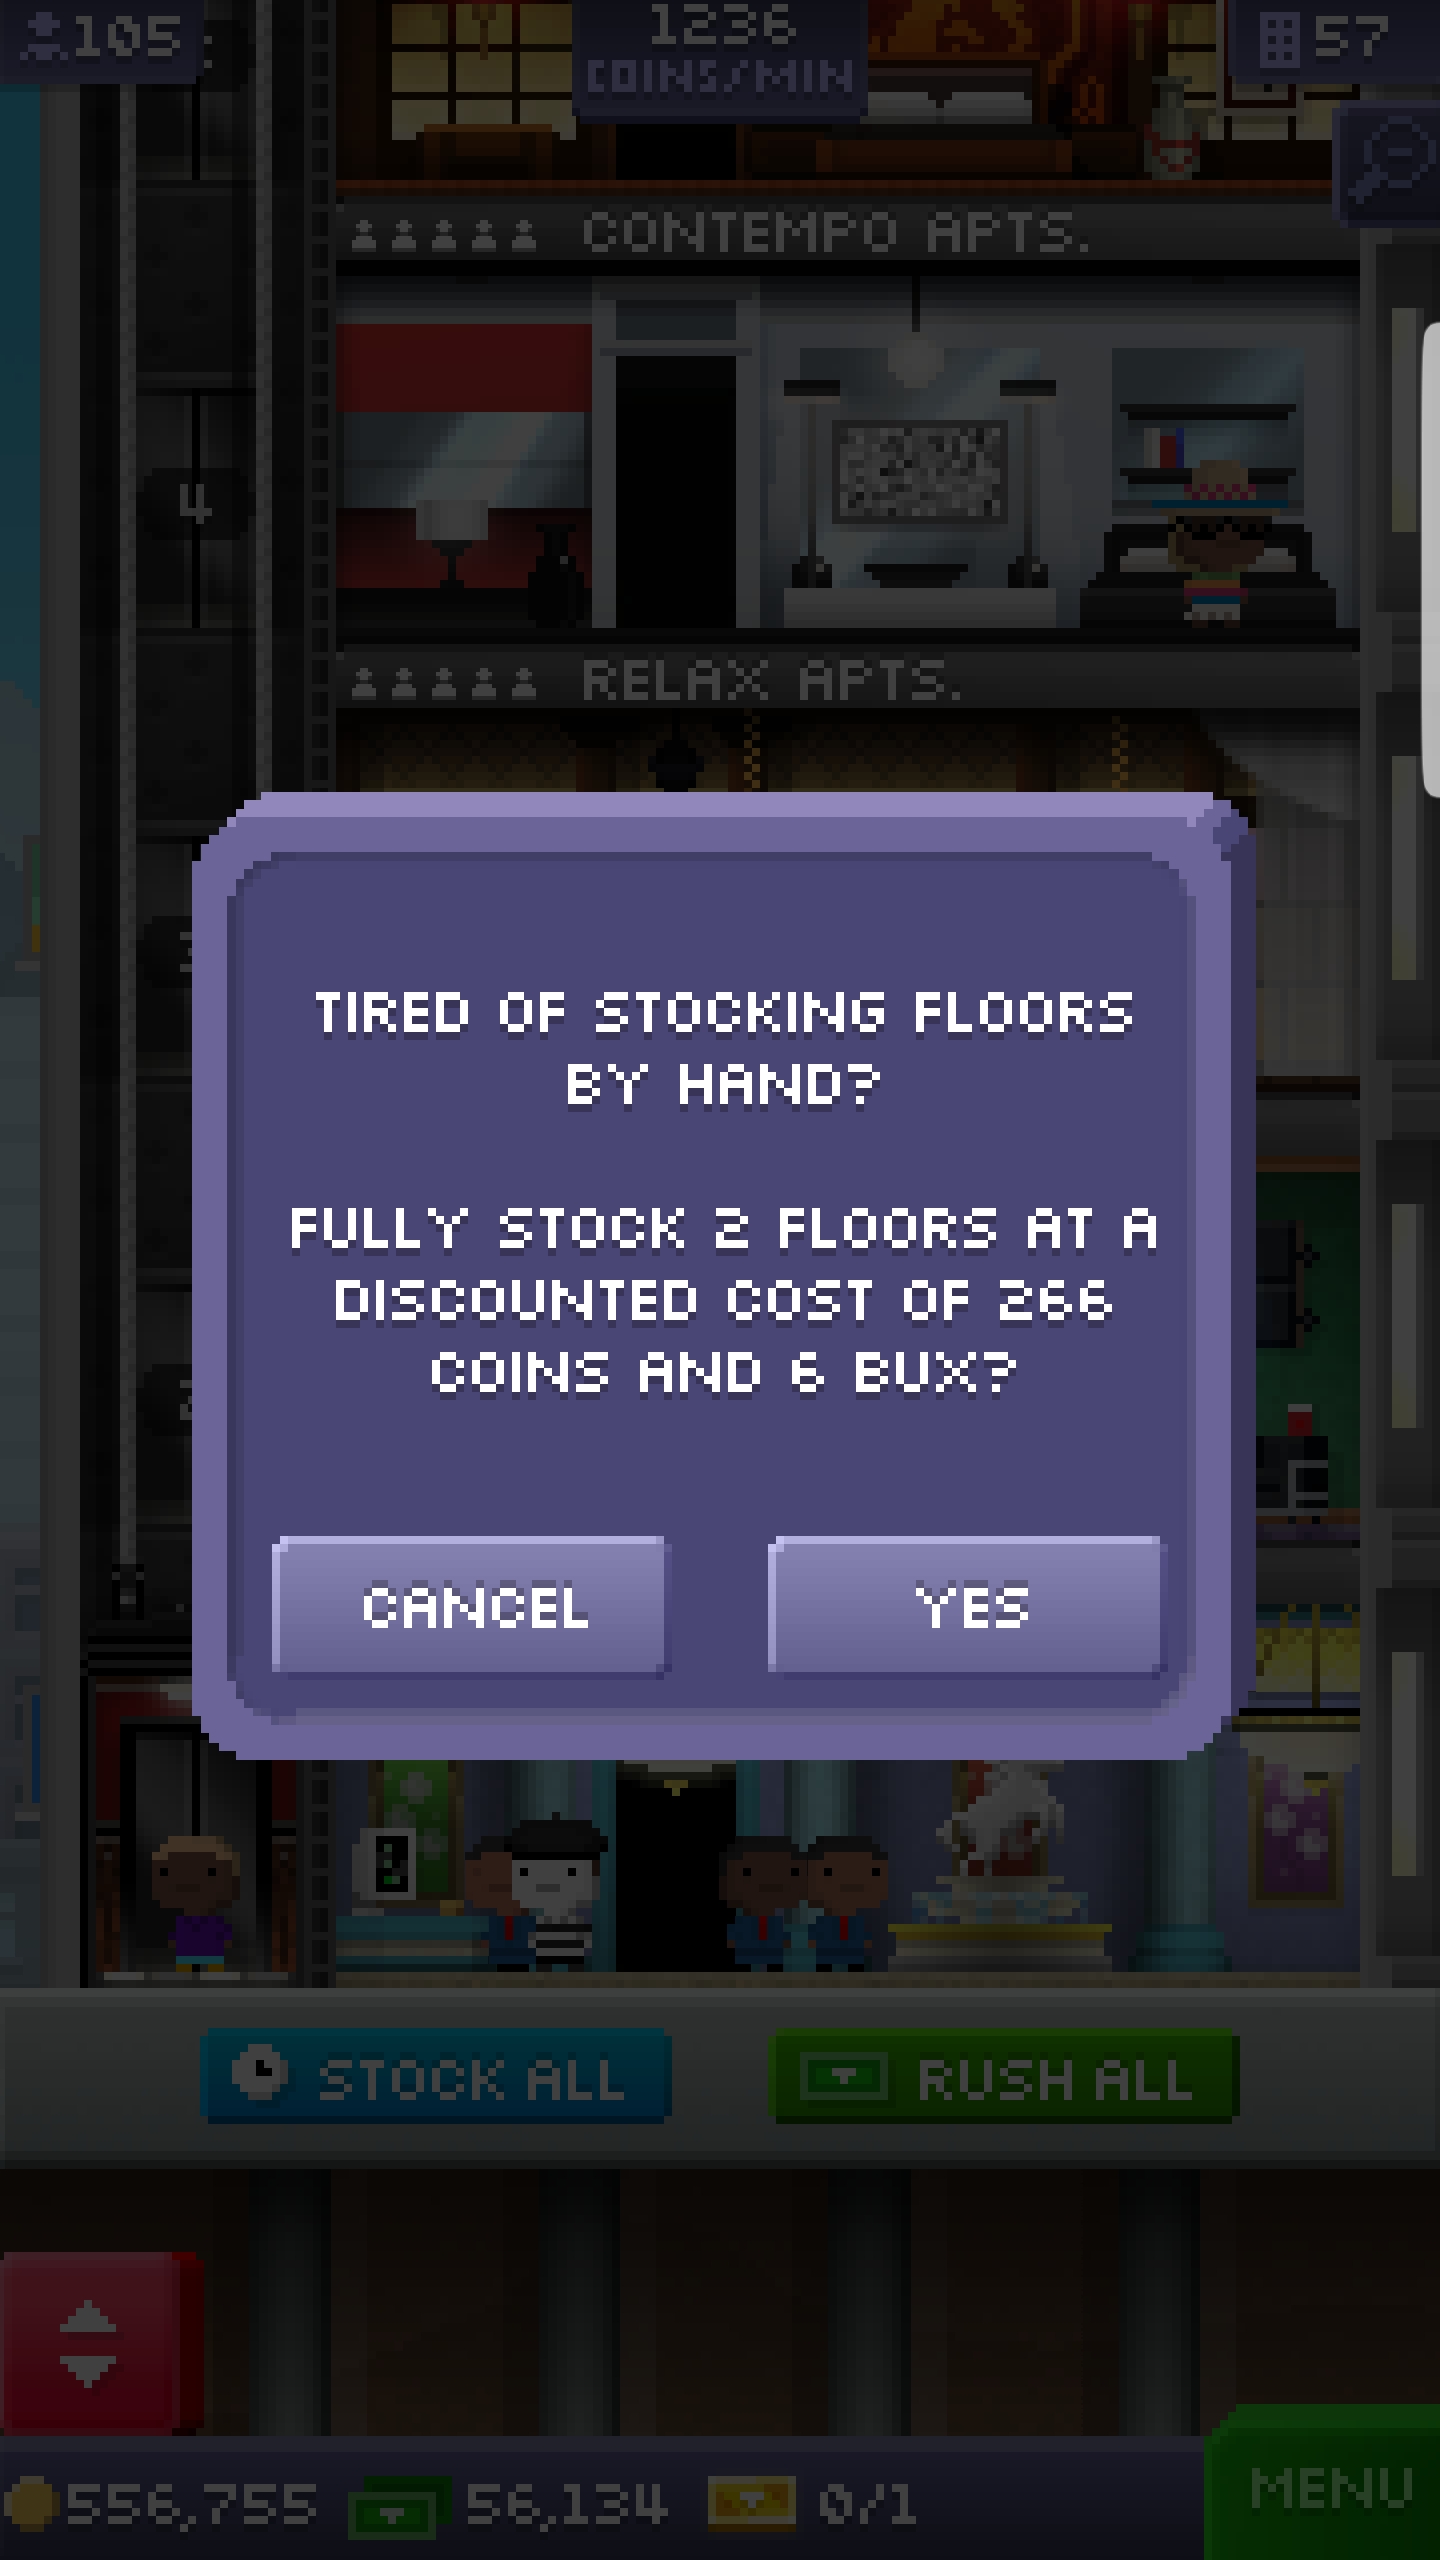 105
1236
COINS/MIN
57
CONTEMPO APTS.
4
RELAX APTS.
TIRED OF STOCKING FLOORS
BY HAND?
FULLY STOCK 2 FLOORS AT A
DISCOUNTED COST OF 266
COINS AND 6 BUX?
CANCEL
YES
STOCK ALL
RUSH ALL
556,755
56,134
0/1
MENU